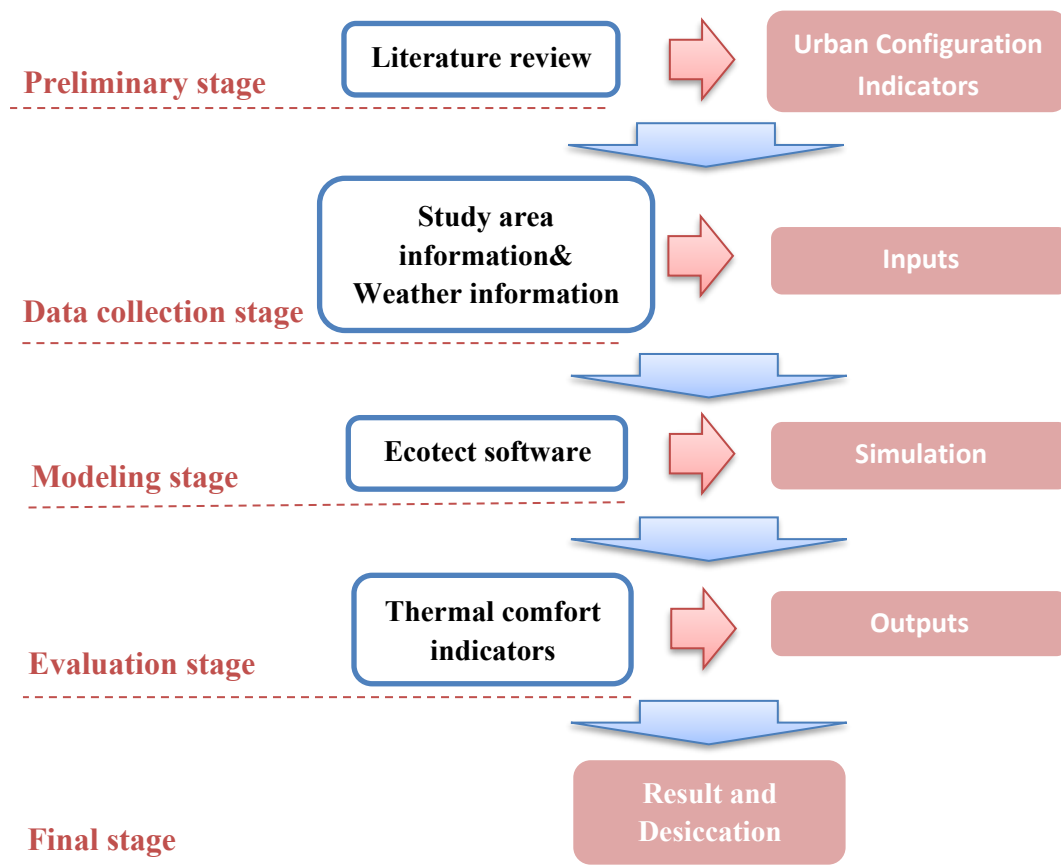 Literature review
Urban Configuration
Indicators
Preliminary stage
Study area
information&
Weather information
Inputs
Data collection stage
Ecotect software
Simulation
Modeling stage
Thermal comfort
indicators
Outputs
Evaluation stage
Result and
Desiccation
Final stage